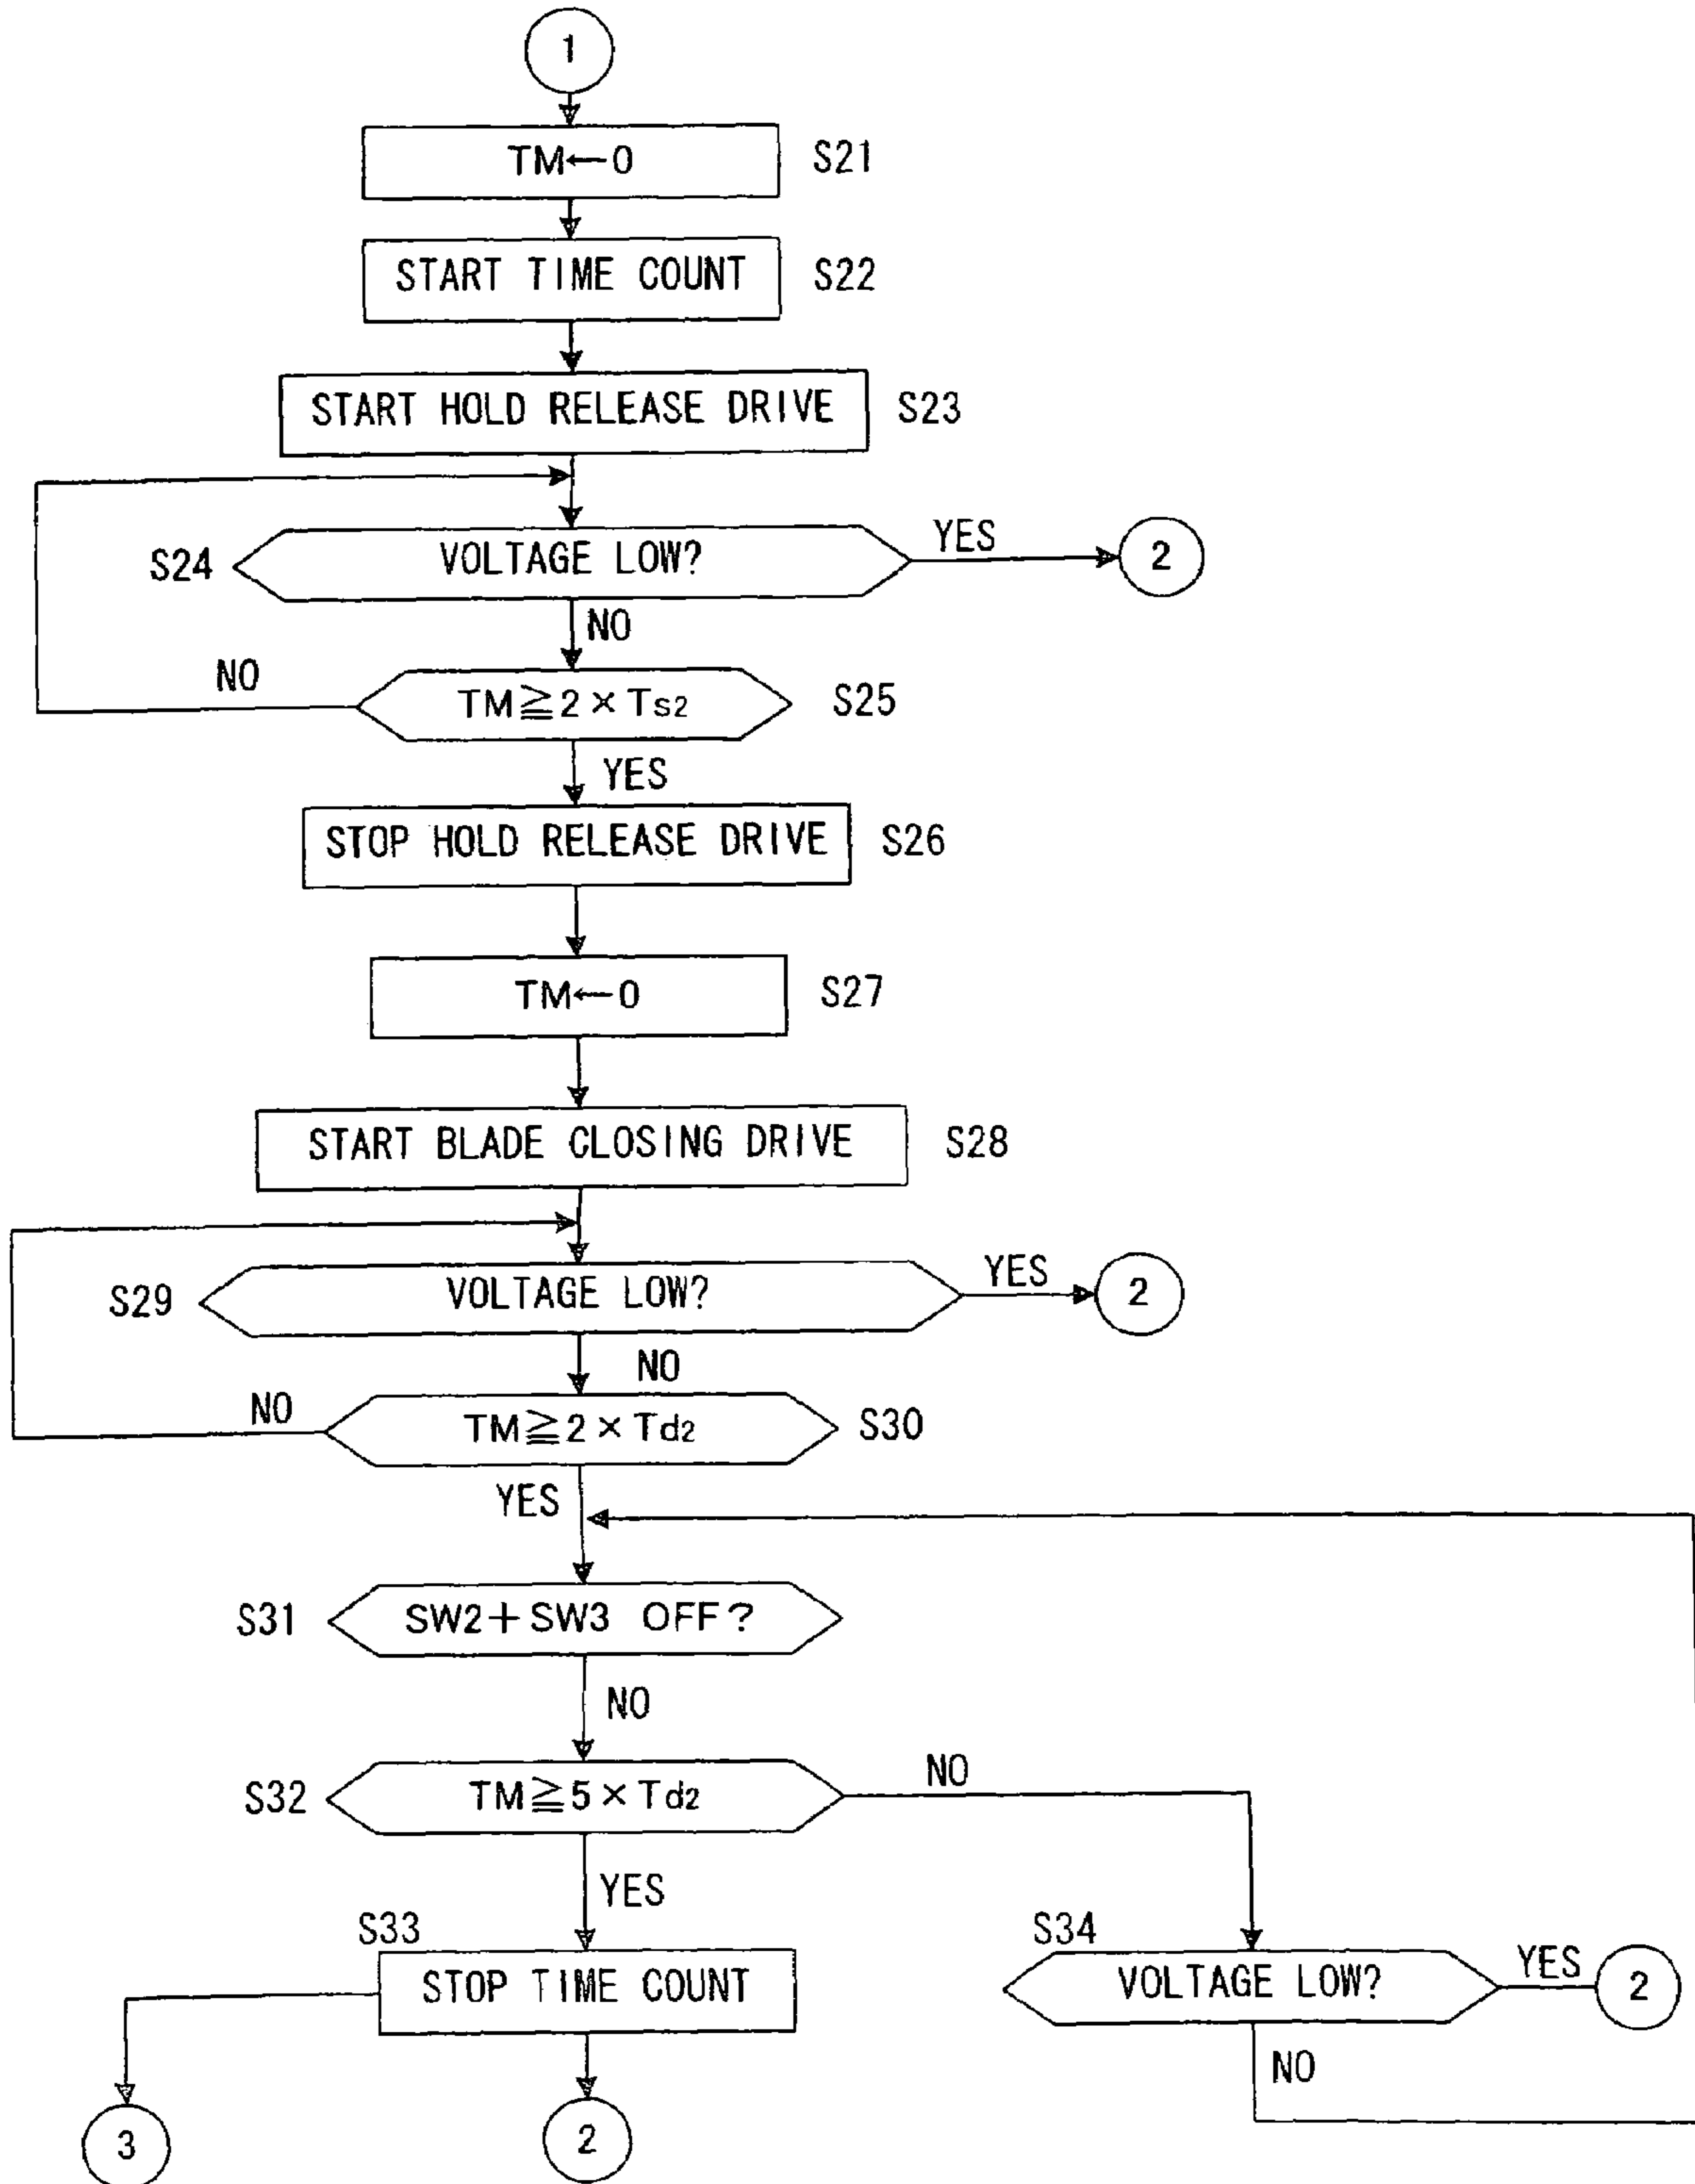 1
TM←0 S21
START TIME COUNT S22
START HOLD RELEASE DRIVE S23
S24 VOLTAGE LOW? YES 2
NO
NO
TM≧2×Ts2 S25
YES
STOP HOLD RELEASE DRIVE S26
TM←0 S27
START BLADE CLOSING DRIVE S28
S29 VOLTAGE LOW? YES 2
NO
NO
TM≧2×Td2 S30
YES
S31 SW2+SW3 OFF?
NO
S32 TM≧5×Td2 NO
YES
S33 STOP TIME COUNT
S34 VOLTAGE LOW? YES 2
NO
3 2